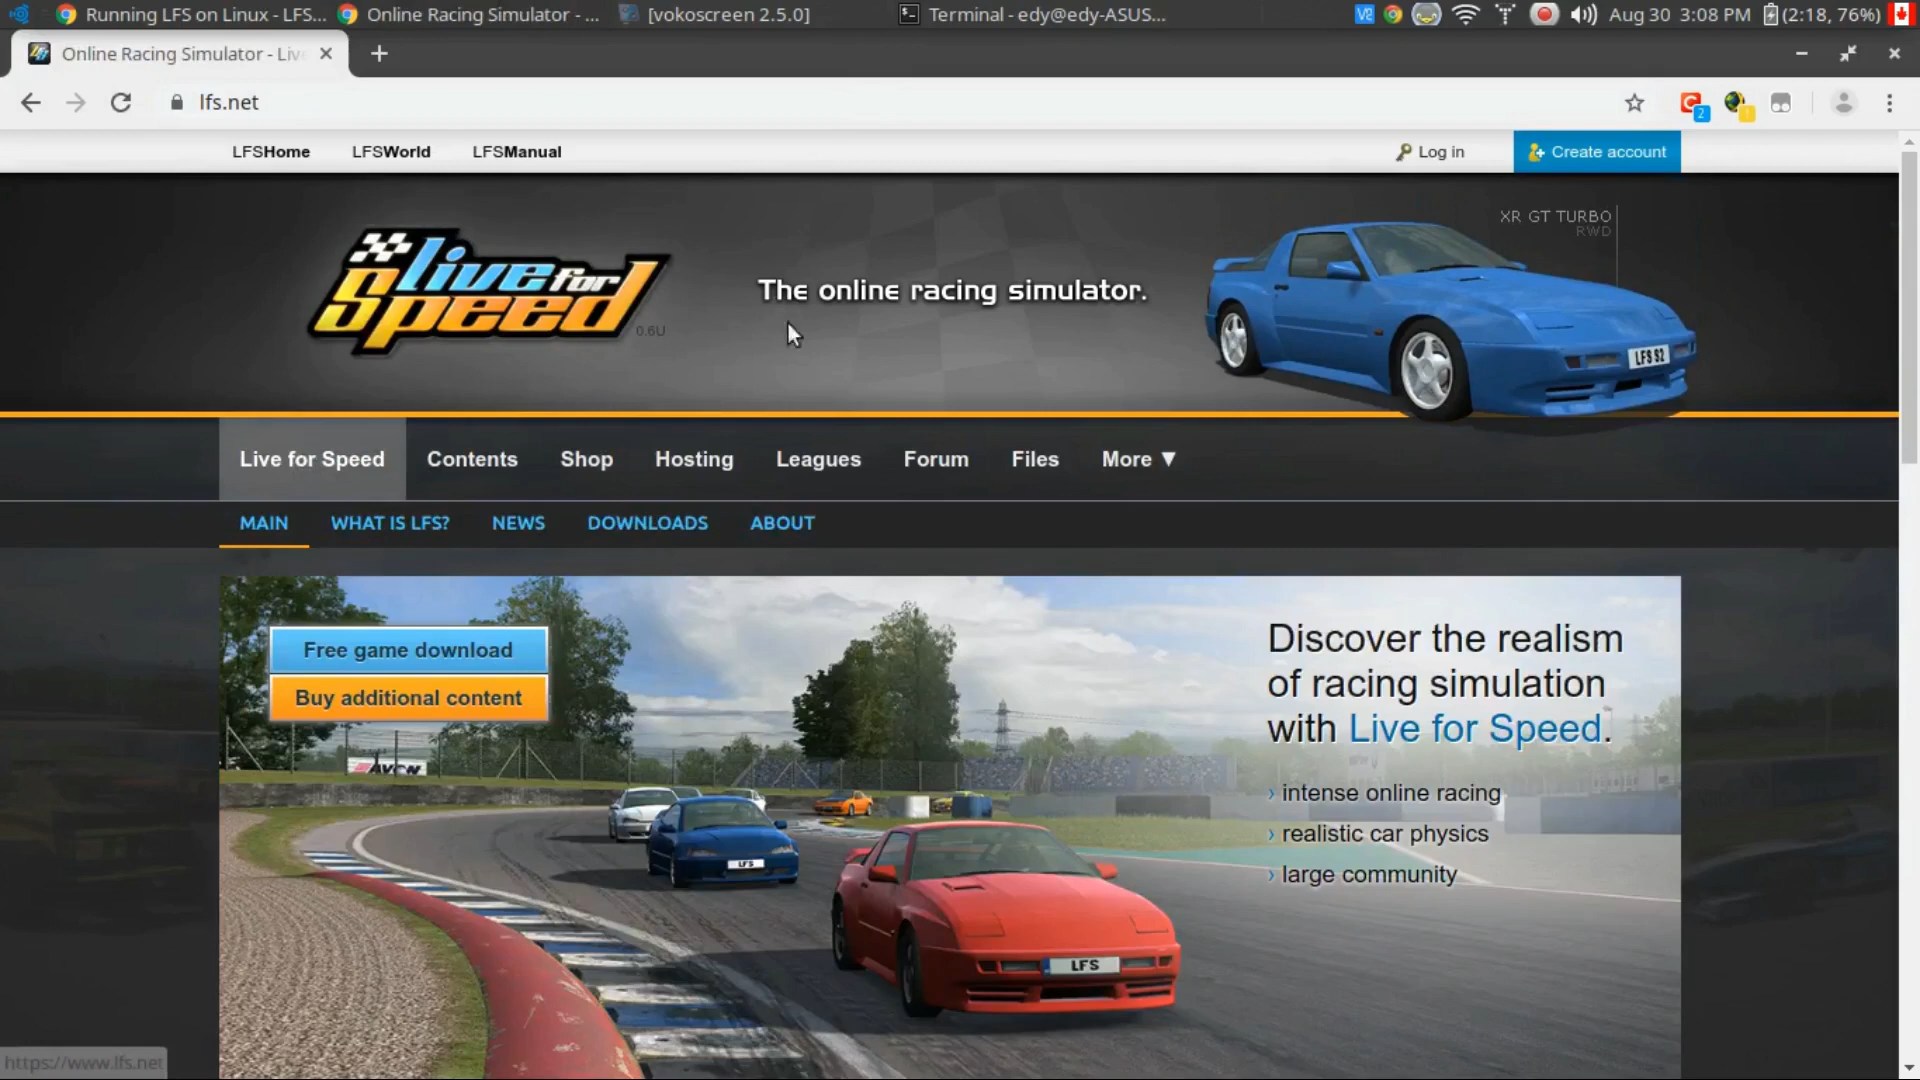 Running LFS on Linux - LFS... Online Racing Simulator - ... [vokoscreen 2.5.0] Terminal - edy@edy-ASUS... Aug 30 3:08 PM (2:18, 76%)
Online Racing Simulator - Live
lfs.net
2
LFSHome LFSWorld LFSManual Log in Create account
XR GT TURBO
RWD
live for
Speed
0.6U
The online racing simulator.
LFS S2
Live for Speed Contents Shop Hosting Leagues Forum Files More ▼
MAIN WHAT IS LFS? NEWS DOWNLOADS ABOUT
Free game download
Buy additional content
Discover the realism
of racing simulation
with Live for Speed.
› intense online racing
› realistic car physics
› large community
AVON
LFS
LFS
https://www.lfs.net